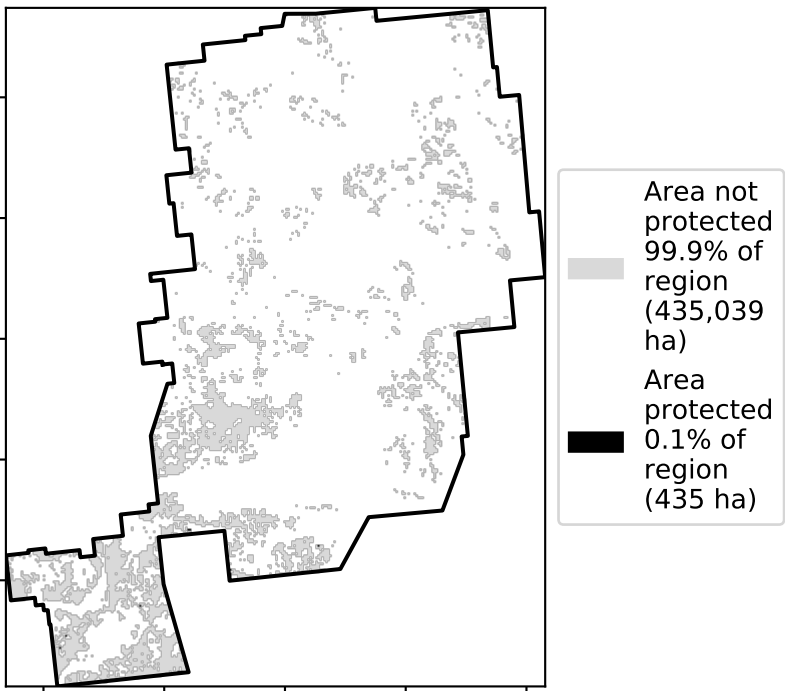 Area not
protected
99.9% of
region
(435,039
ha)
Area
protected
0.1% of
region
(435 ha)